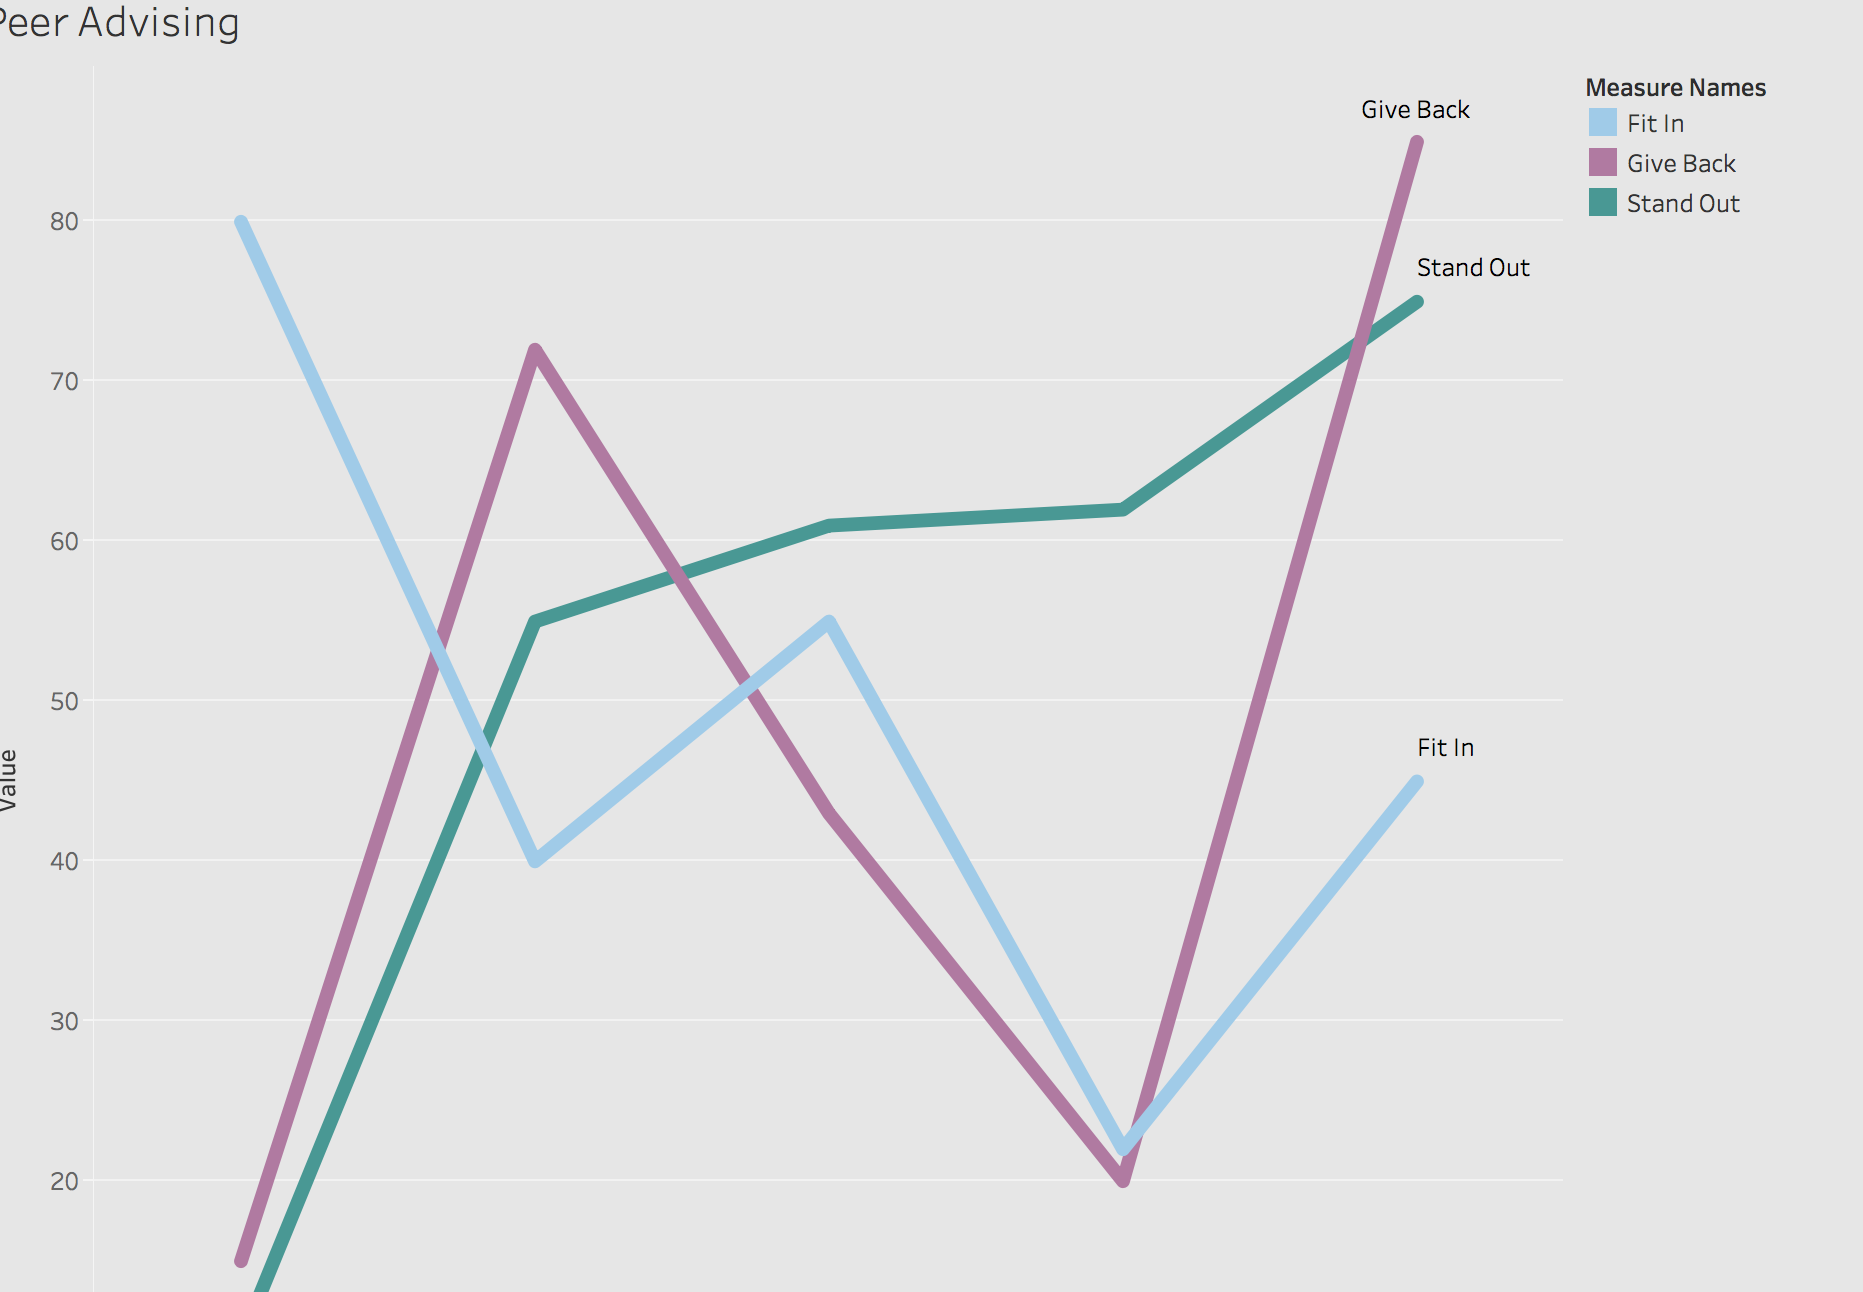 Peer Advising
Measure Names
Fit In
Give Back
Stand Out
Give Back
Stand Out
Fit In
80
70
60
50
40
30
20
Value